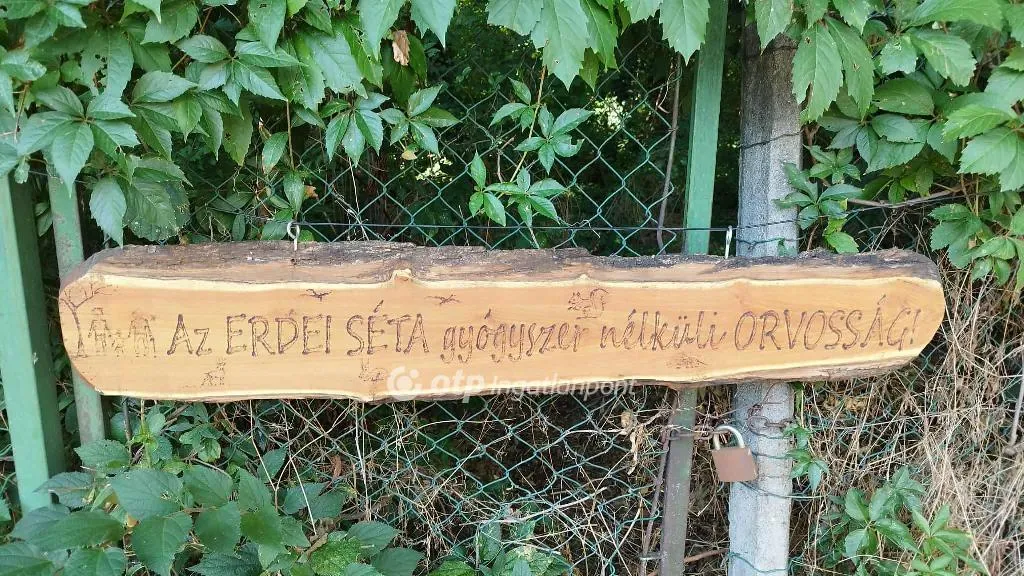 Az ERDEI SÉTA gyógyszer nélküli ORVOSSÁG!
otp Ingatlanpont